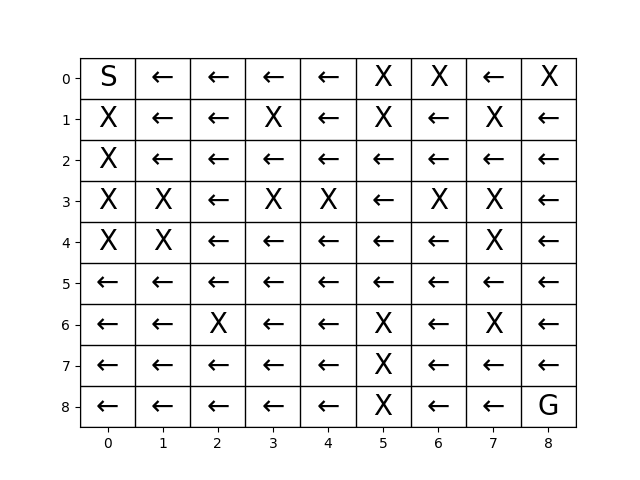 0 S ← ← ← ← X X ← X
1 X ← ← X ← X ← X ←
2 X ← ← ← ← ← ← ← ←
3 X X ← X X ← X X ←
4 X X ← ← ← ← ← X ←
5 ← ← ← ← ← ← ← ← ←
6 ← ← X ← ← X ← X ←
7 ← ← ← ← ← X ← ← ←
8 ← ← ← ← ← X ← ← G
0 1 2 3 4 5 6 7 8